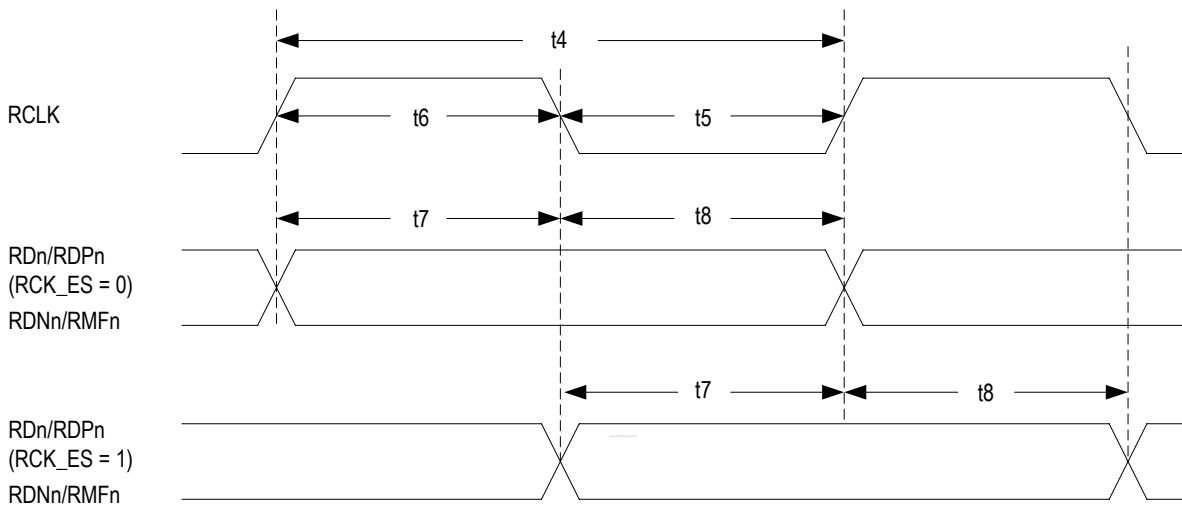 t4
RCLK
t6
t5
t7
t8
RDn/RDPn
(RCK_ES = 0)
RDNn/RMFn
t7
t8
RDn/RDPn
(RCK_ES = 1)
RDNn/RMFn